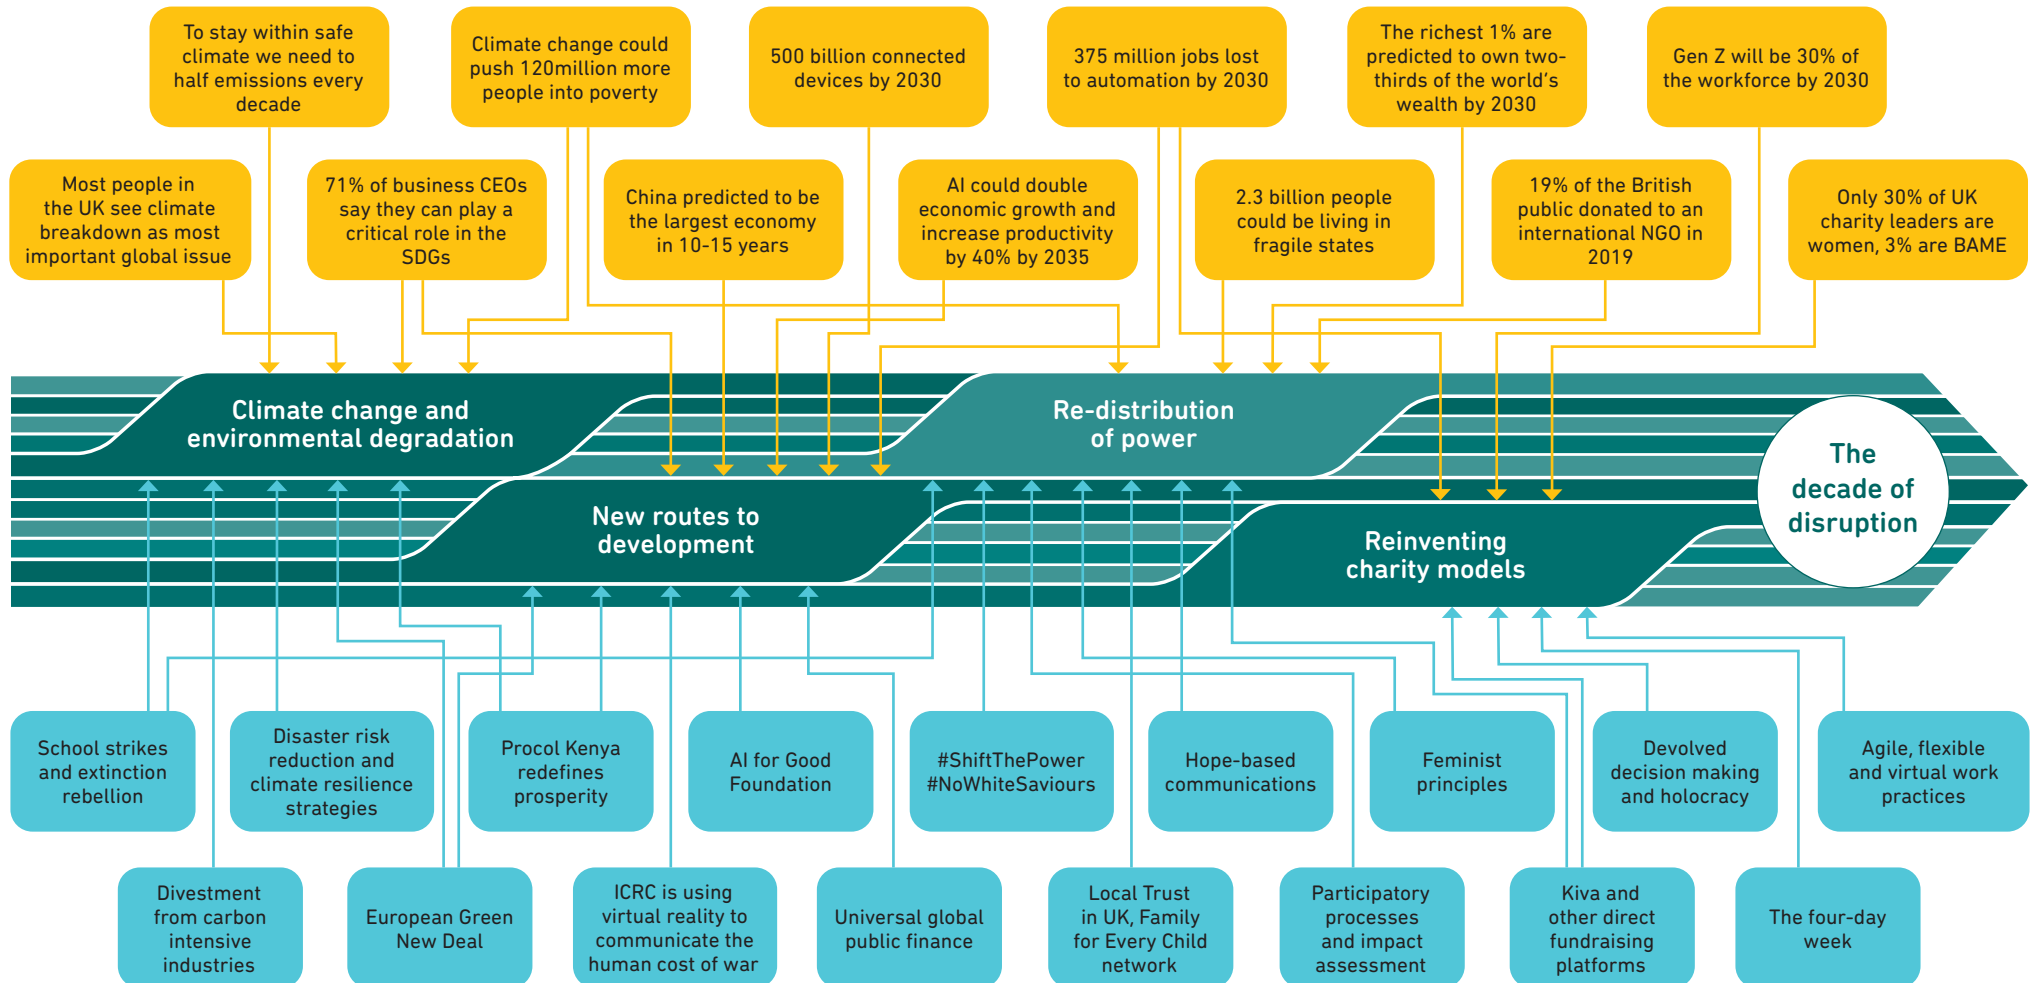 To stay within safe
climate we need to
half emissions every
decade
Climate change could
push 120million more
people into poverty
500 billion connected
devices by 2030
375 million jobs lost
to automation by 2030
The richest 1% are
predicted to own two-
thirds of the world's
wealth by 2030
Gen Z will be 30% of
the workforce by 2030
Most people in
the UK see climate
breakdown as most
important global issue
71% of business CEOs
say they can play a
critical role in the
SDGs
China predicted to be
the largest economy
in 10-15 years
AI could double
economic growth and
increase productivity
by 40% by 2035
2.3 billion people
could be living in
fragile states
19% of the British
public donated to an
international NGO in
2019
Only 30% of UK
charity leaders are
women, 3% are BAME
Climate change and
environmental degradation
Re-distribution
of power
New routes to
development
Reinventing
charity models
The
decade of
disruption
School strikes
and extinction
rebellion
Disaster risk
reduction and
climate resilience
strategies
Procol Kenya
redefines
prosperity
AI for Good
Foundation
#ShiftThePower
#NoWhiteSaviours
Hope-based
communications
Feminist
principles
Devolved
decision making
and holocracy
Agile, flexible
and virtual work
practices
Divestment
from carbon
intensive
industries
European Green
New Deal
ICRC is using
virtual reality to
communicate the
human cost of war
Universal global
public finance
Local Trust
in UK, Family
for Every Child
network
Participatory
processes
and impact
assessment
Kiva and
other direct
fundraising
platforms
The four-day
week